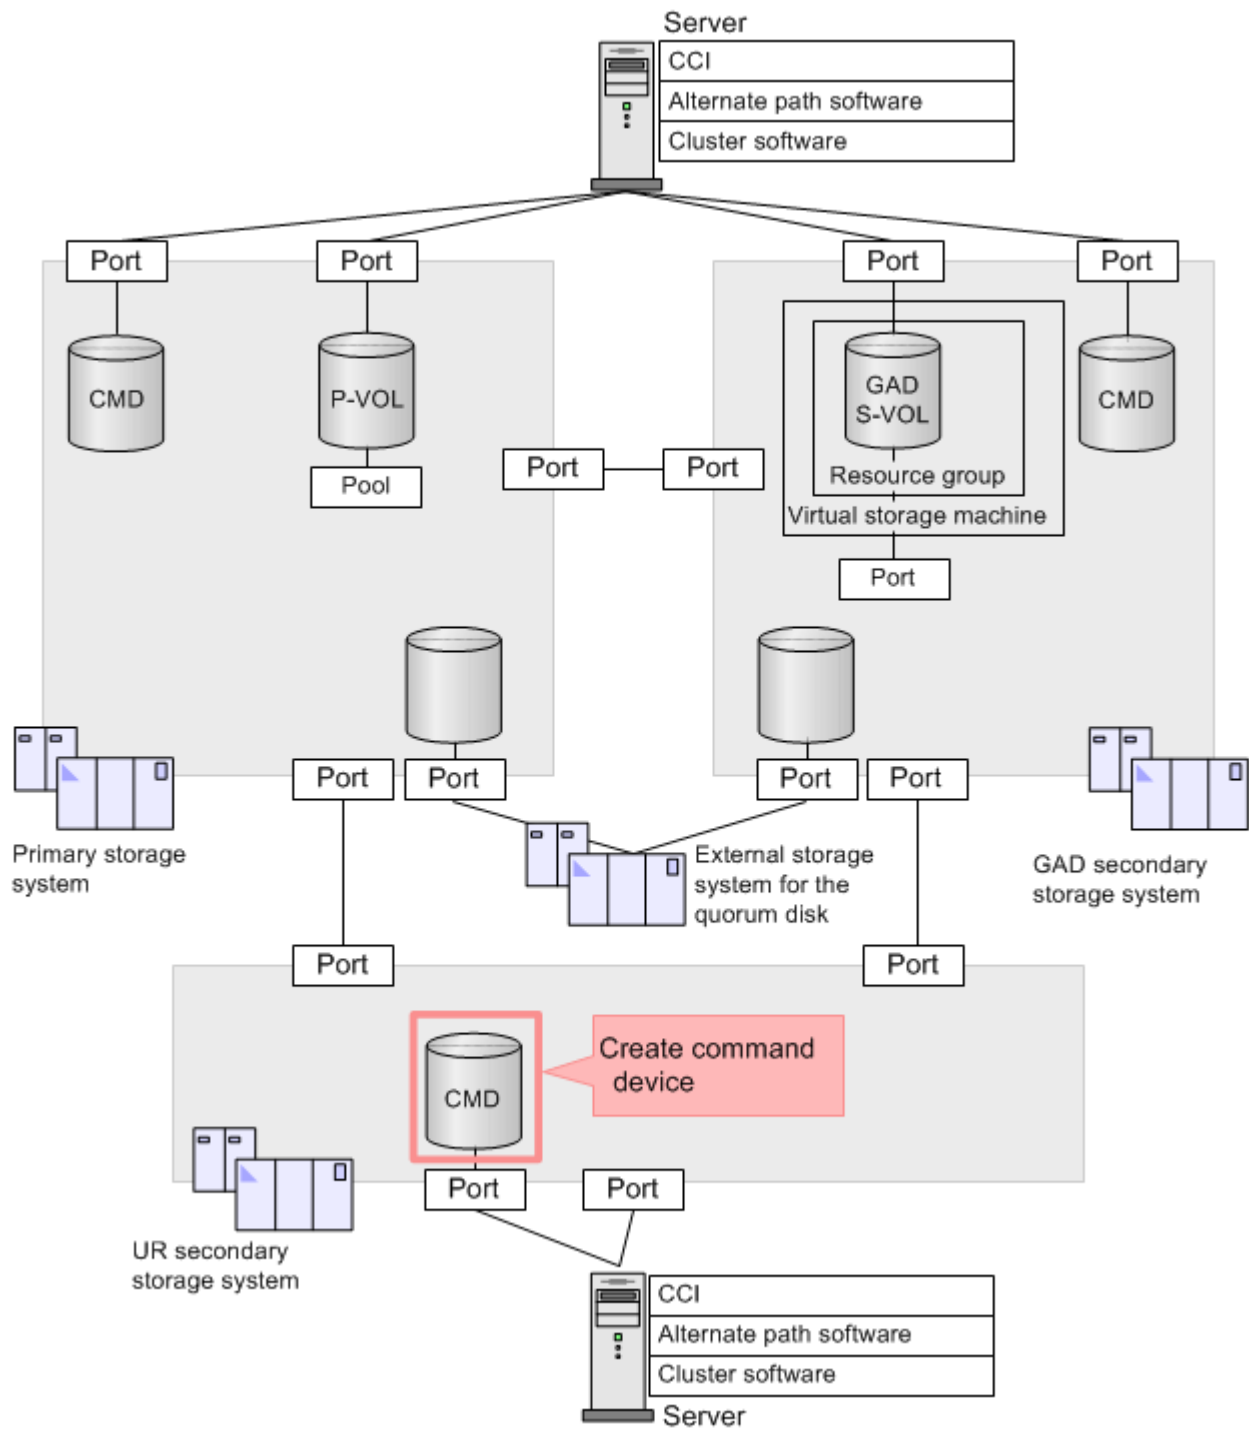 Server
CCI
Alternate path software
Cluster software
Port
Port
Port
Port
CMD
P-VOL
GAD
S-VOL
CMD
Port
Port
Pool
Resource group
Virtual storage machine
Port
Port
Port
Port
Port
Primary storage
system
External storage
system for the
quorum disk
GAD secondary
storage system
Port
Port
Create command
device
CMD
Port
Port
UR secondary
storage system
CCI
Alternate path software
Cluster software
Server